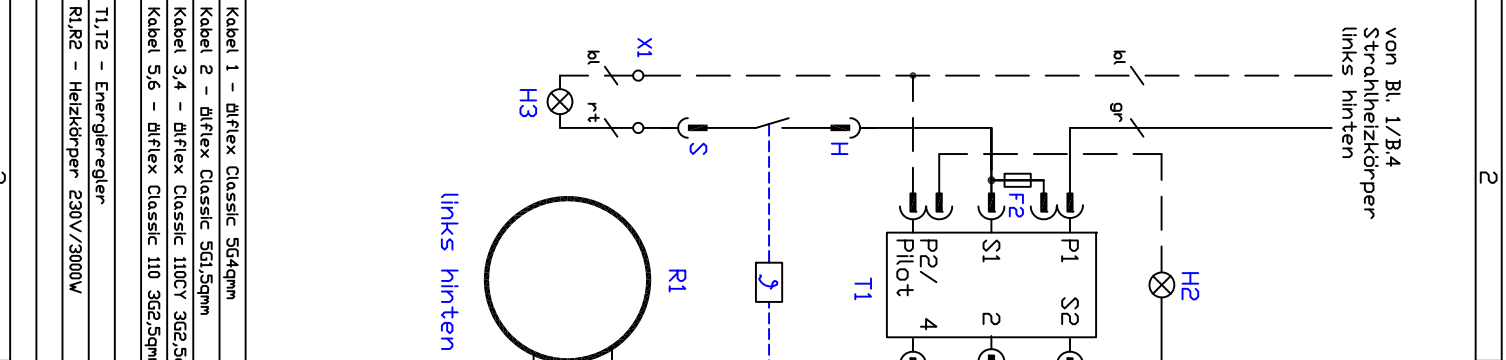 2
von Bl. 1/B.4
Strahlheizkörper
links hinten
bl
gr
H2
P1
S2
F2
S1
2
P2/
Pilot
4
T1
H
S
R1
X1
bl
rt
H3
links hinten
Kabel 1 - ölflex Classic 5G4qmm
Kabel 2 - ölflex Classic 5G1,5qmm
Kabel 3,4 - ölflex Classic 110CY 3G2,5
Kabel 5,6 - ölflex Classic 110 3G2,5qm
T1,T2 - Energieregler
R1,R2 - Heizkörper 230V/3000W